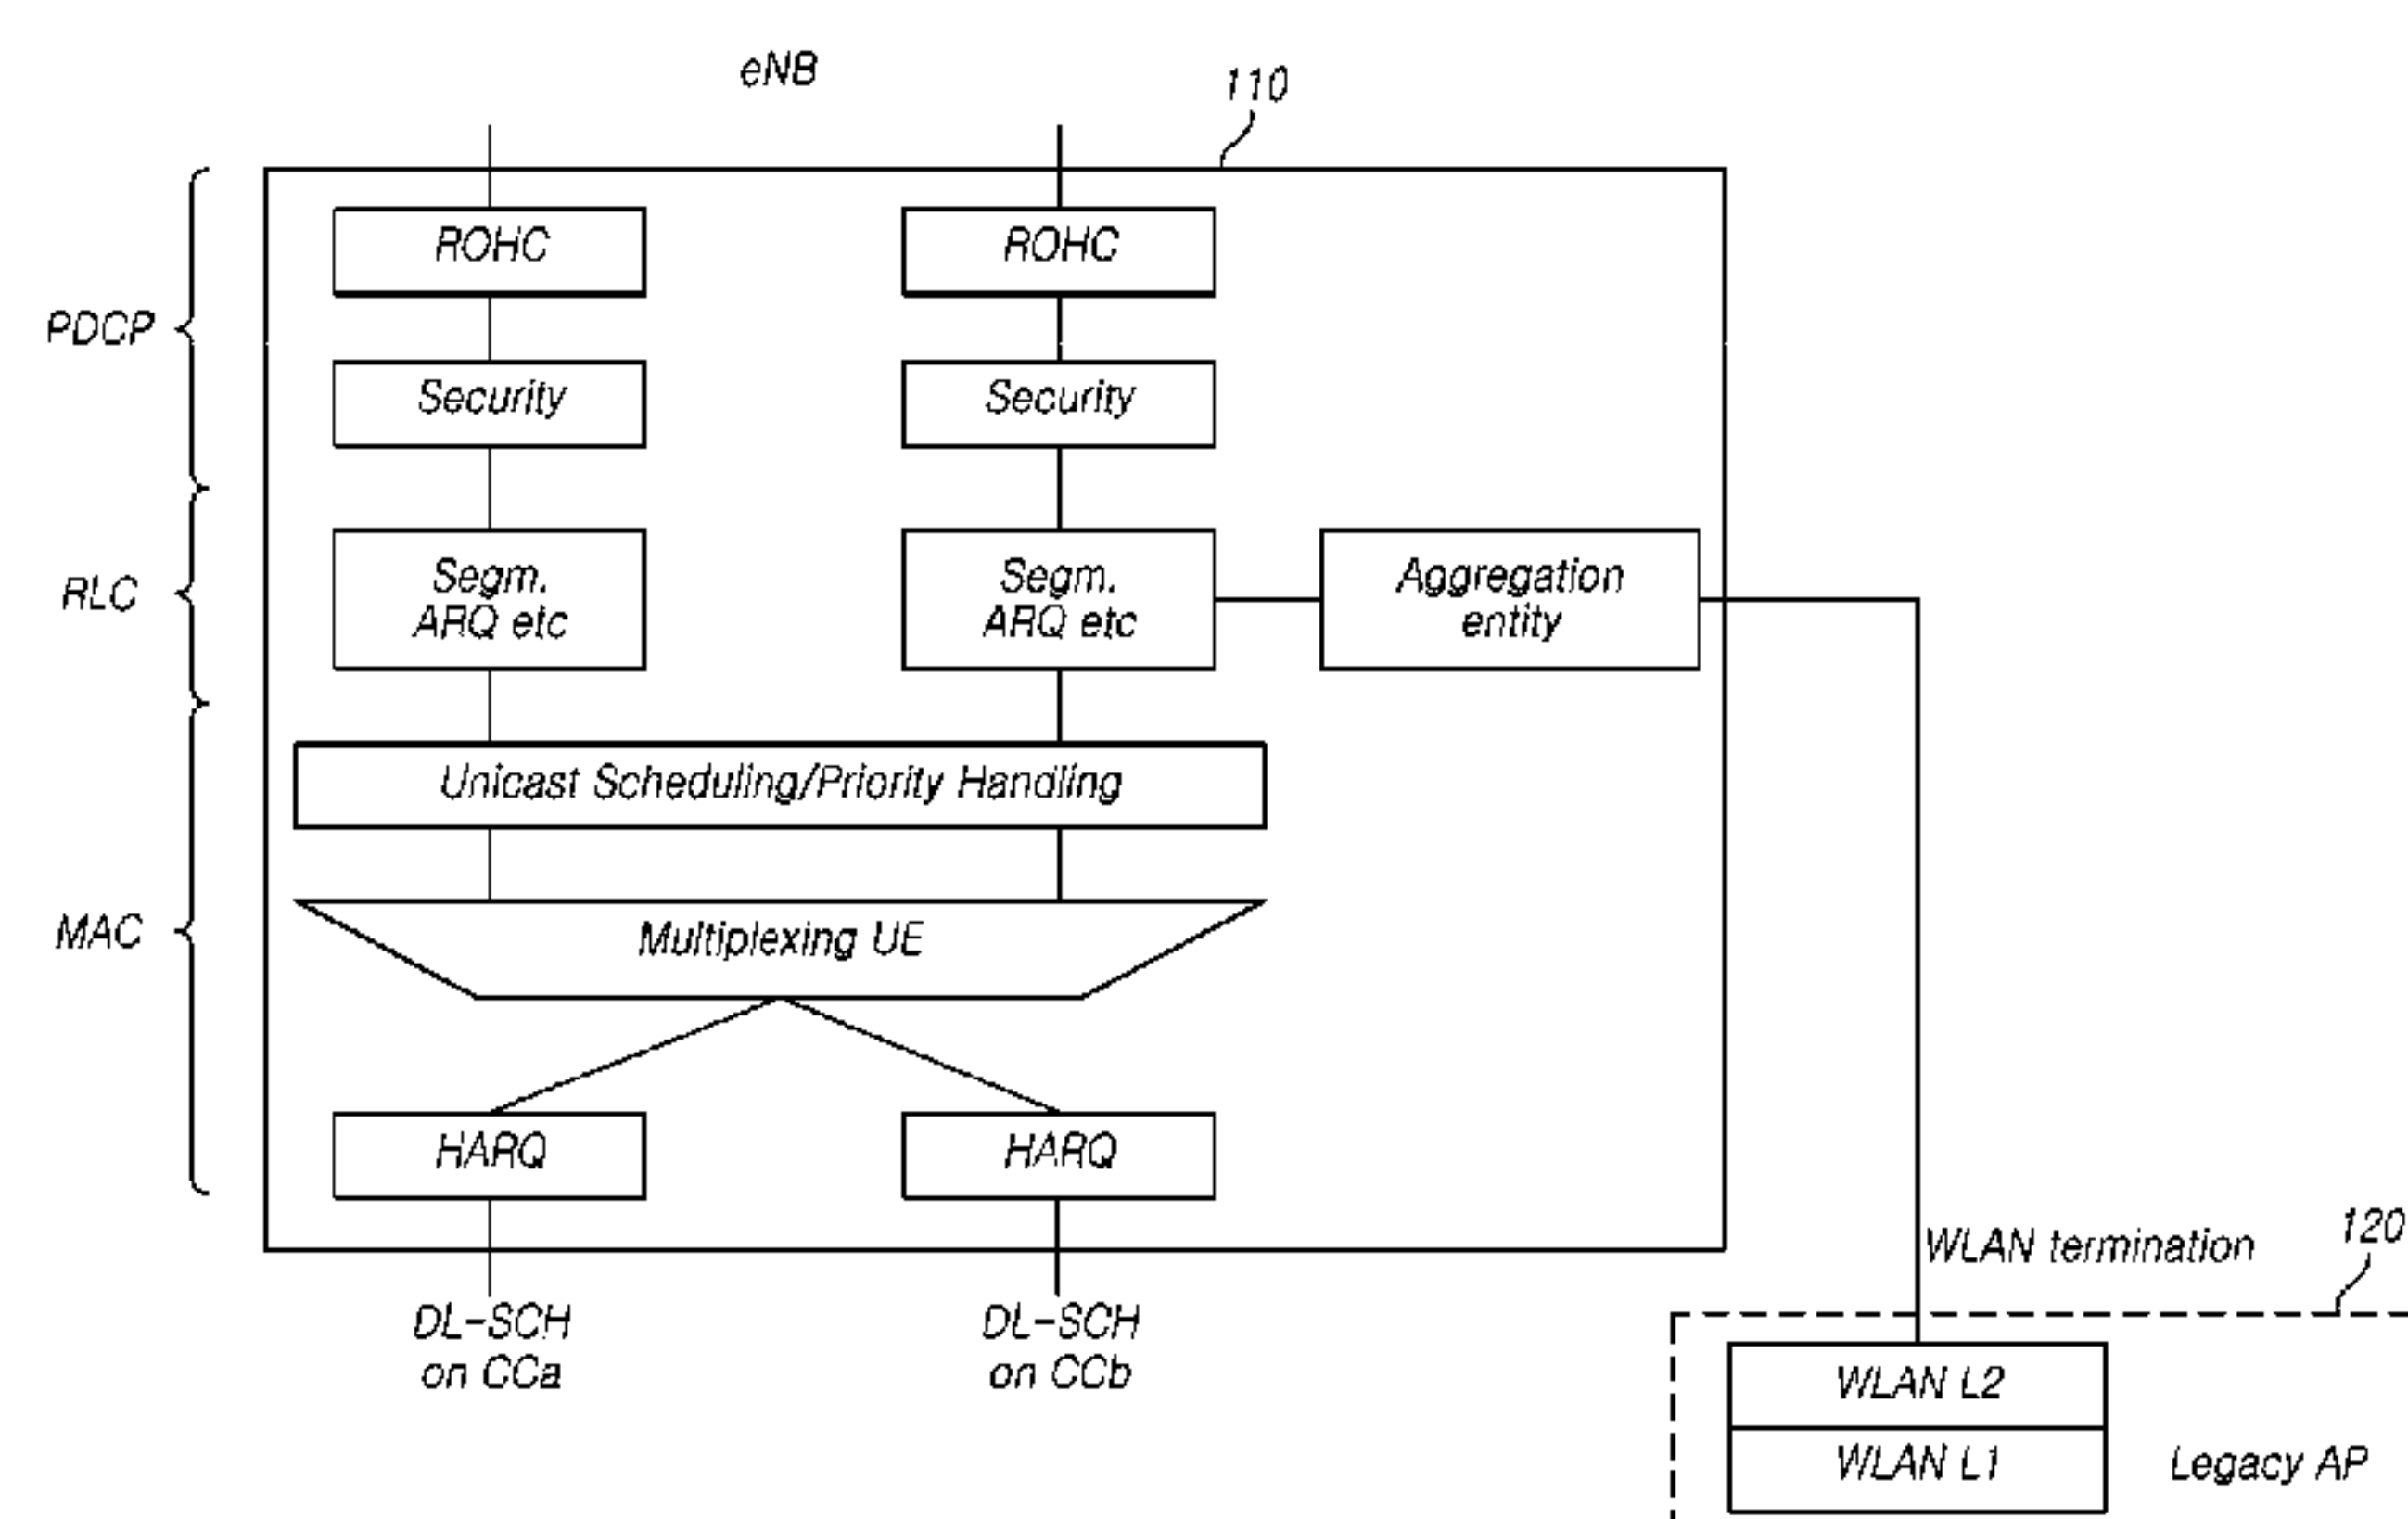 eNB
110
ROHC
ROHC
PDCP
Security
Security
RLC
Segm.
ARQ etc
Segm.
ARQ etc
Aggregation
entity
Unicast Scheduling/Priority Handling
MAC
Multiplexing UE
HARQ
HARQ
WLAN termination
120
DL-SCH
on CCa
DL-SCH
on CCb
WLAN L2
WLAN L1
Legacy AP